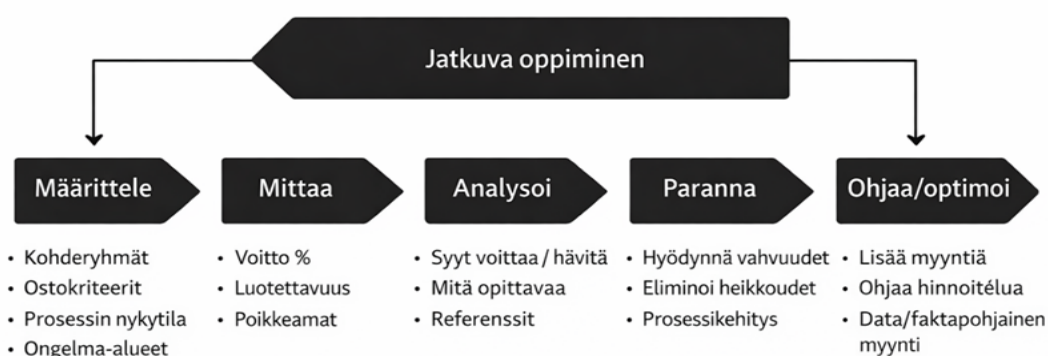 Jatkuva oppiminen
Määrittele
• Kohderyhmät
• Ostokriteerit
• Prosessin nykytila
• Ongelma-alueet
Mittaa
• Voitto %
• Luotettavuus
• Poikkeamat
Analysoi
• Syyt voittaa / hävitä
• Mitä opittavaa
• Referenssit
Paranna
• Hyödynnä vahvuudet
• Eliminoi heikkoudet
• Prosessikehitys
Ohjaa/optimoi
• Lisää myyntiä
• Ohjaa hinnoitélua
• Data/faktapohjainen
myynti